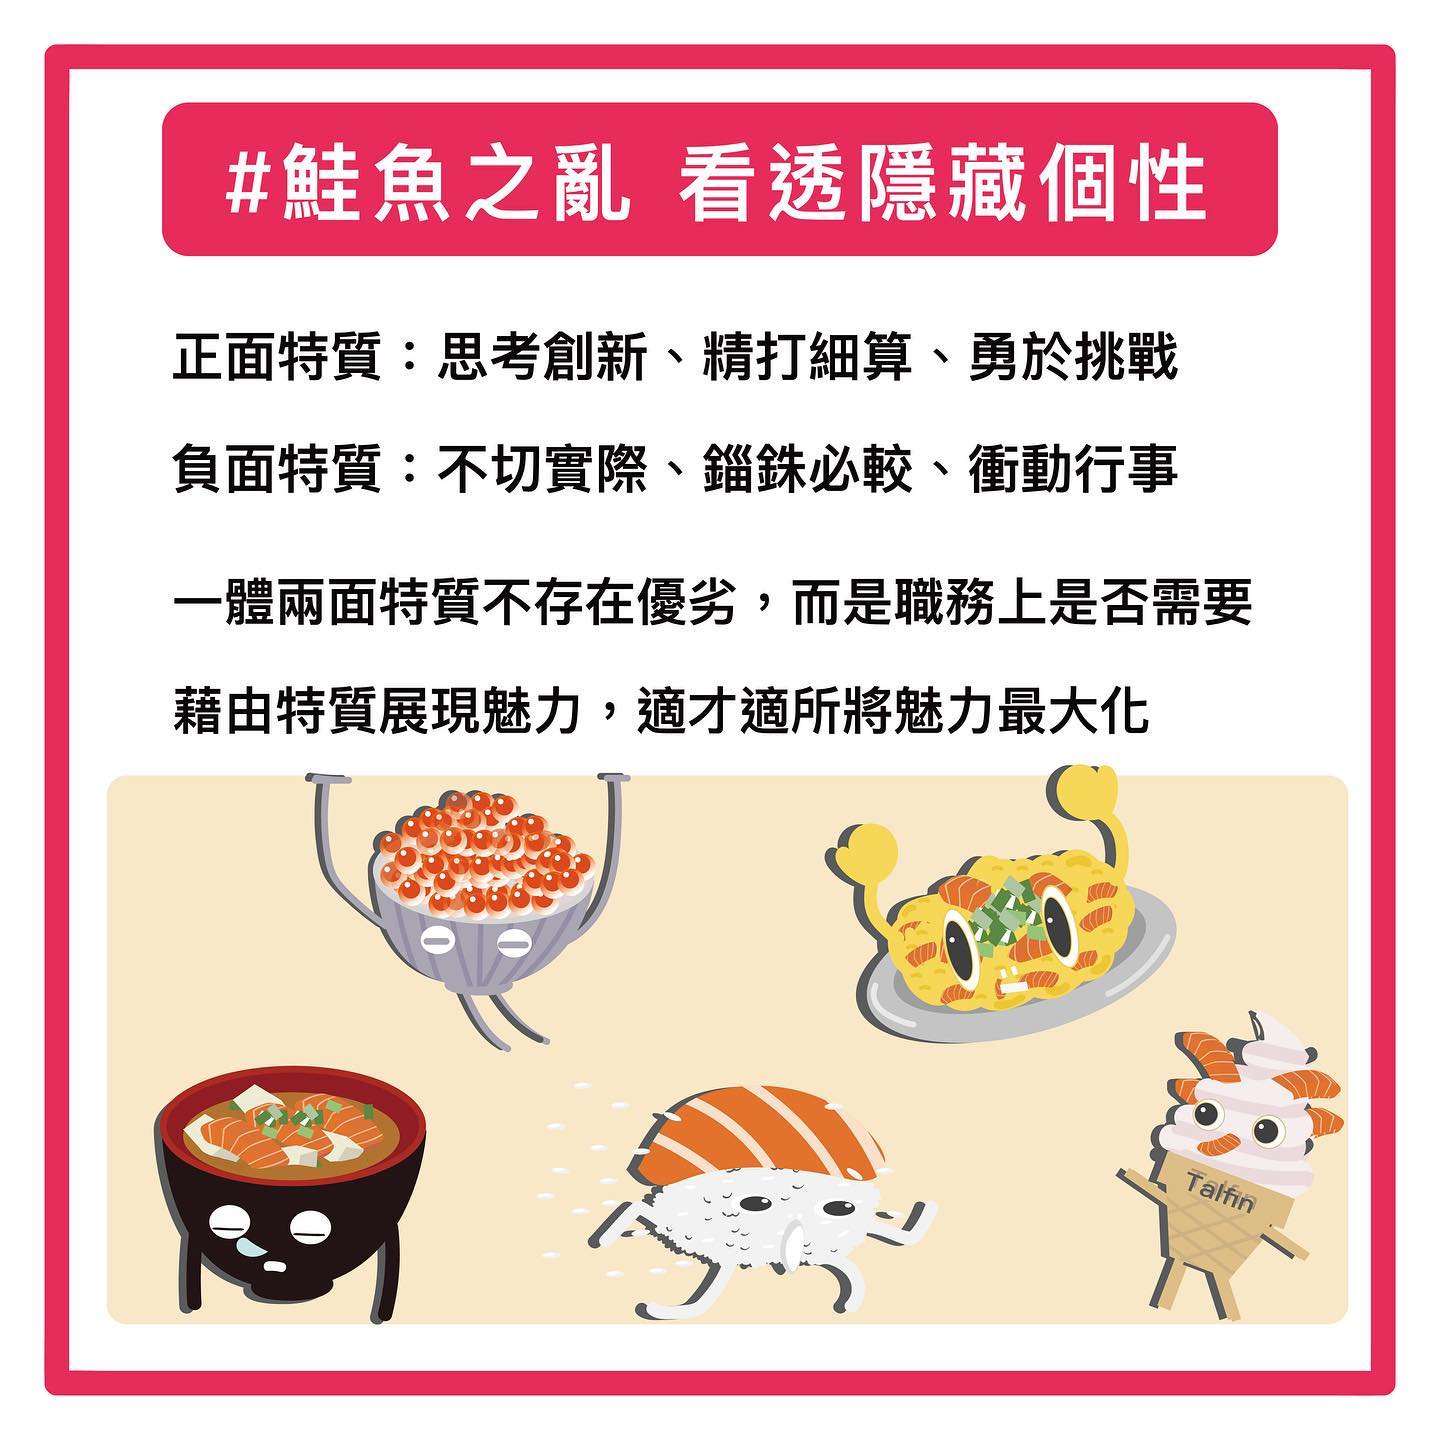 #鮭魚之亂 看透隱藏個性
正面特質：思考創新、精打細算、勇於挑戰
負面特質：不切實際、錙銖必較、衝動行事
一體兩面特質不存在優劣，而是職務上是否需要
藉由特質展現魅力，適才適所將魅力最大化
Talfin